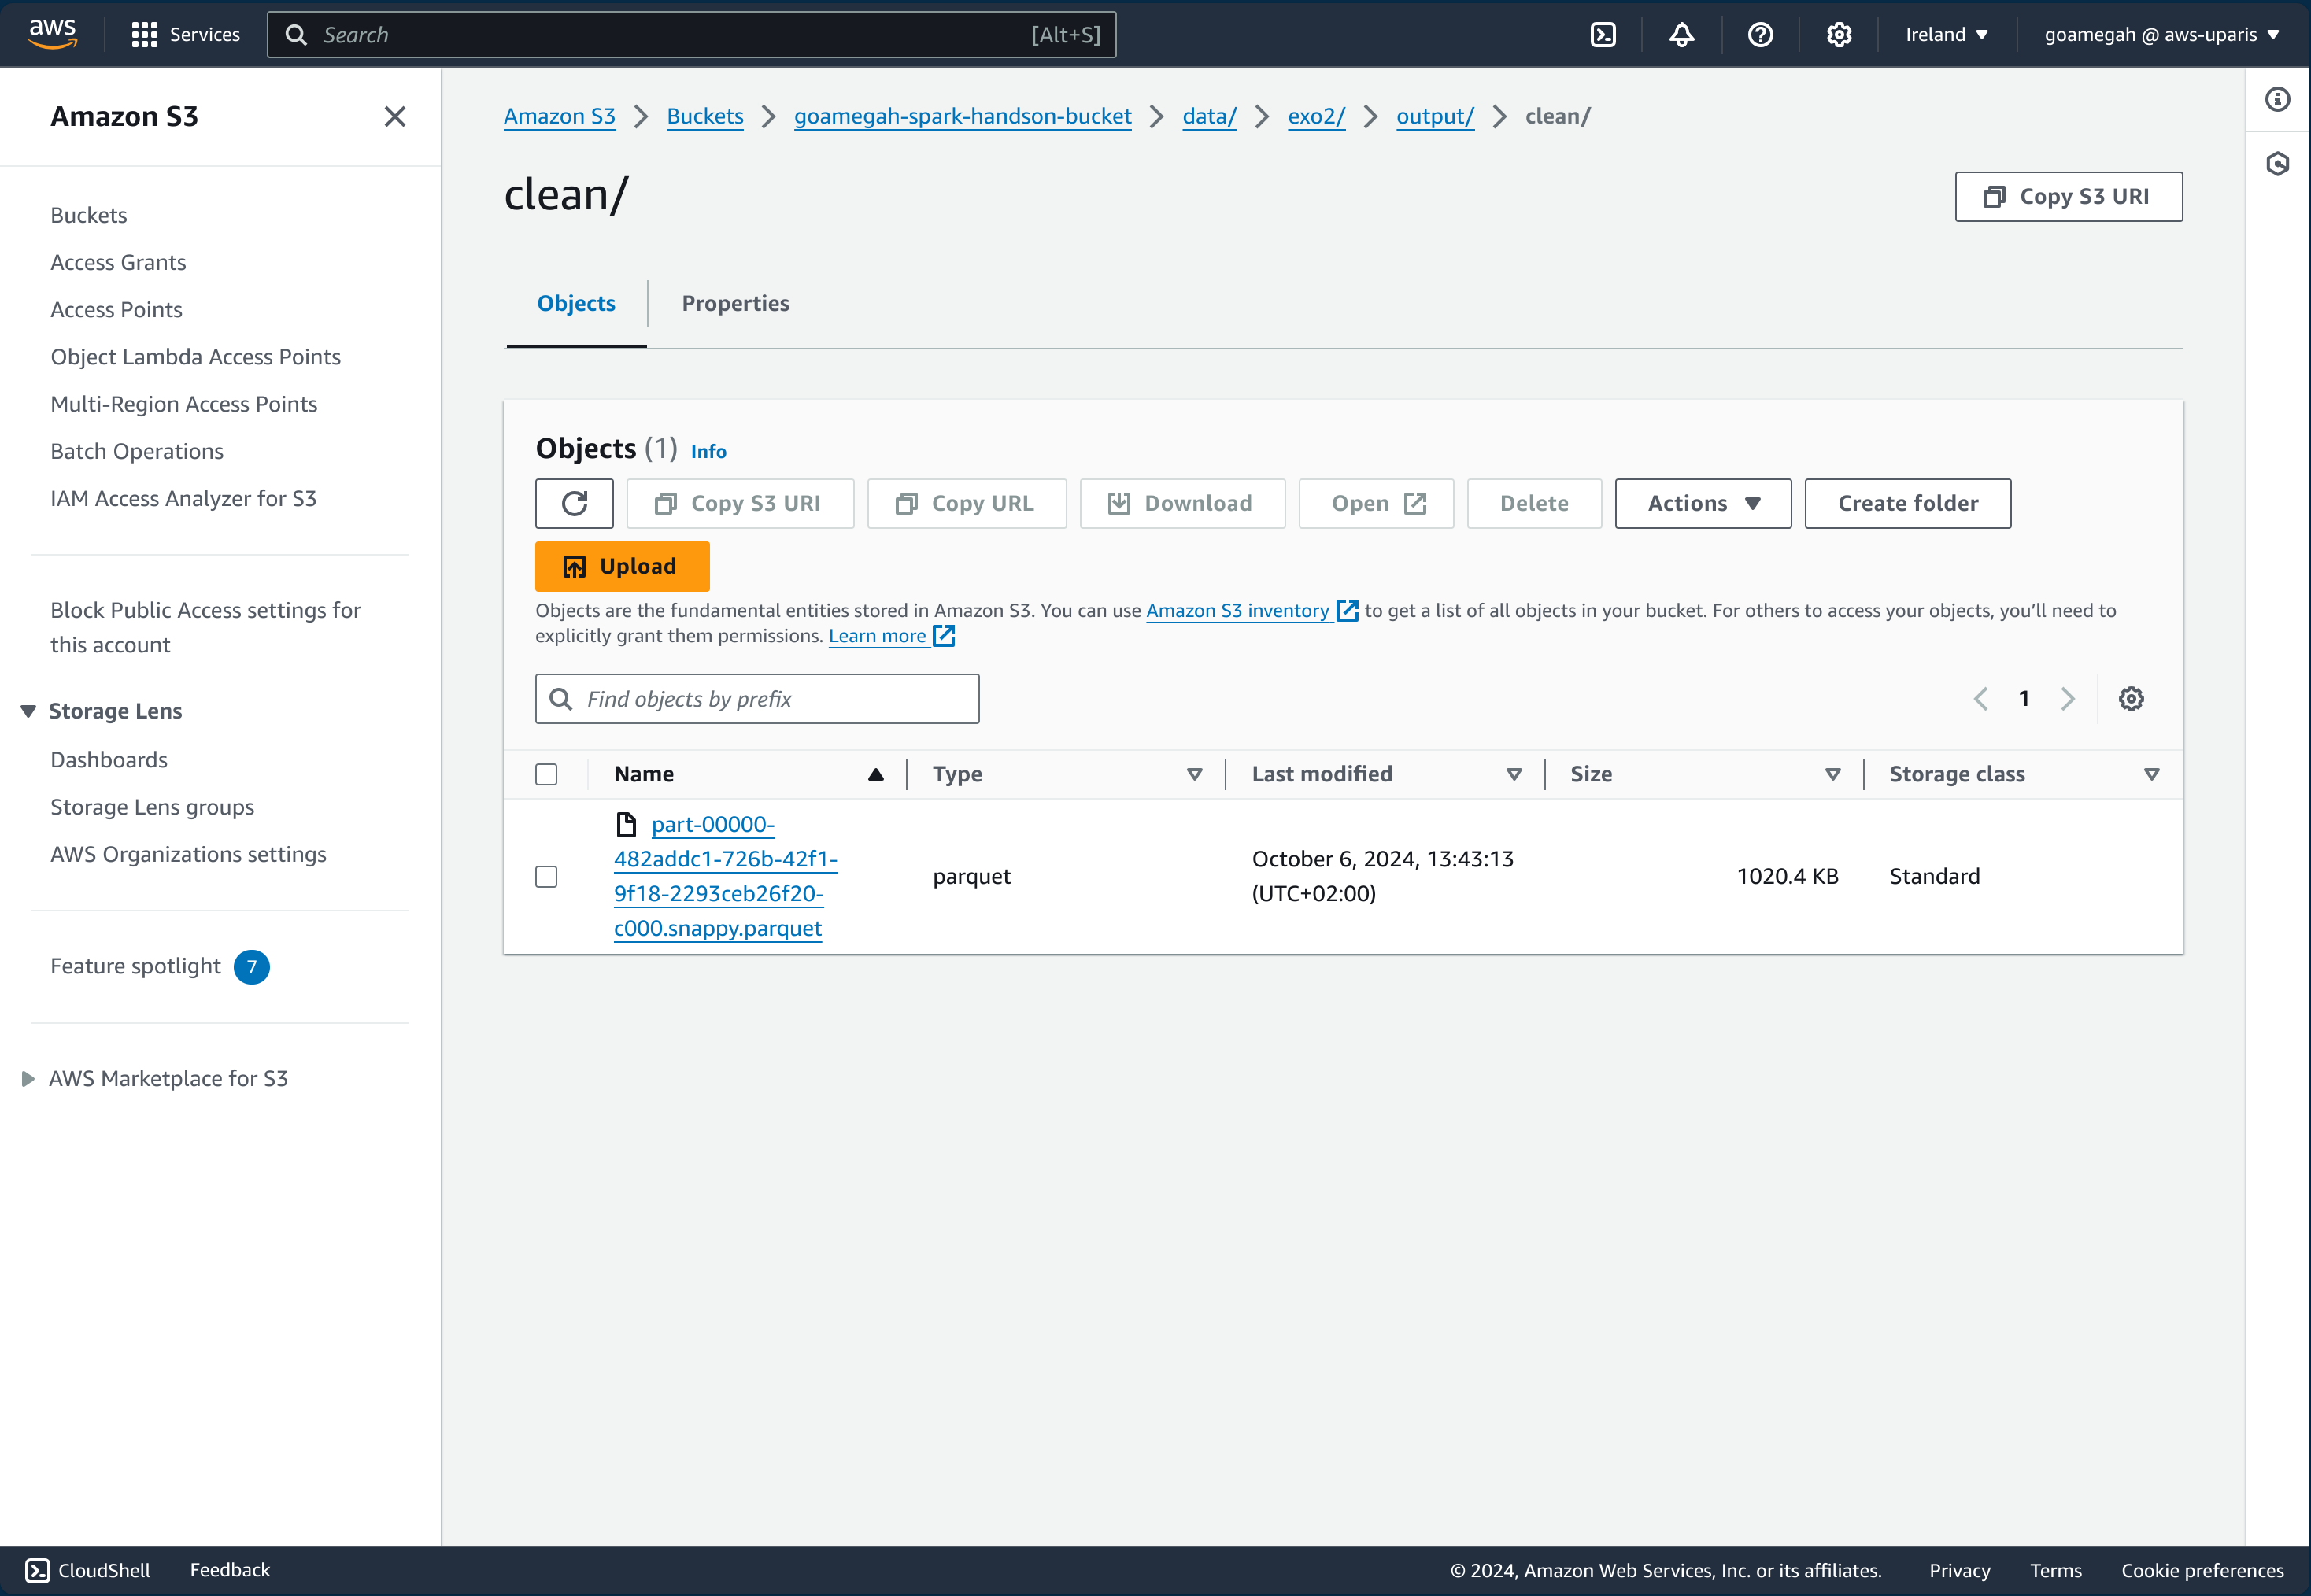 aws
Services
Search
[Alt+S]
Ireland
goamegah @ aws-uparis
Amazon S3
Buckets
Access Grants
Access Points
Object Lambda Access Points
Multi-Region Access Points
Batch Operations
IAM Access Analyzer for S3
Block Public Access settings for
this account
Storage Lens
Dashboards
Storage Lens groups
AWS Organizations settings
Feature spotlight 7
AWS Marketplace for S3
Amazon S3 Buckets goamegah-spark-handson-bucket data/ exo2/ output/ clean/
clean/
Copy S3 URI
Objects Properties
Objects (1) Info
Copy S3 URI Copy URL Download Open Delete Actions Create folder
Upload
Objects are the fundamental entities stored in Amazon S3. You can use Amazon S3 inventory to get a list of all objects in your bucket. For others to access your objects, you’ll need to
explicitly grant them permissions. Learn more
Find objects by prefix
1
Name Type Last modified Size Storage class
part-00000-
482addc1-726b-42f1-
9f18-2293ceb26f20-
c000.snappy.parquet
parquet
October 6, 2024, 13:43:13
(UTC+02:00)
1020.4 KB
Standard
CloudShell Feedback
© 2024, Amazon Web Services, Inc. or its affiliates. Privacy Terms Cookie preferences